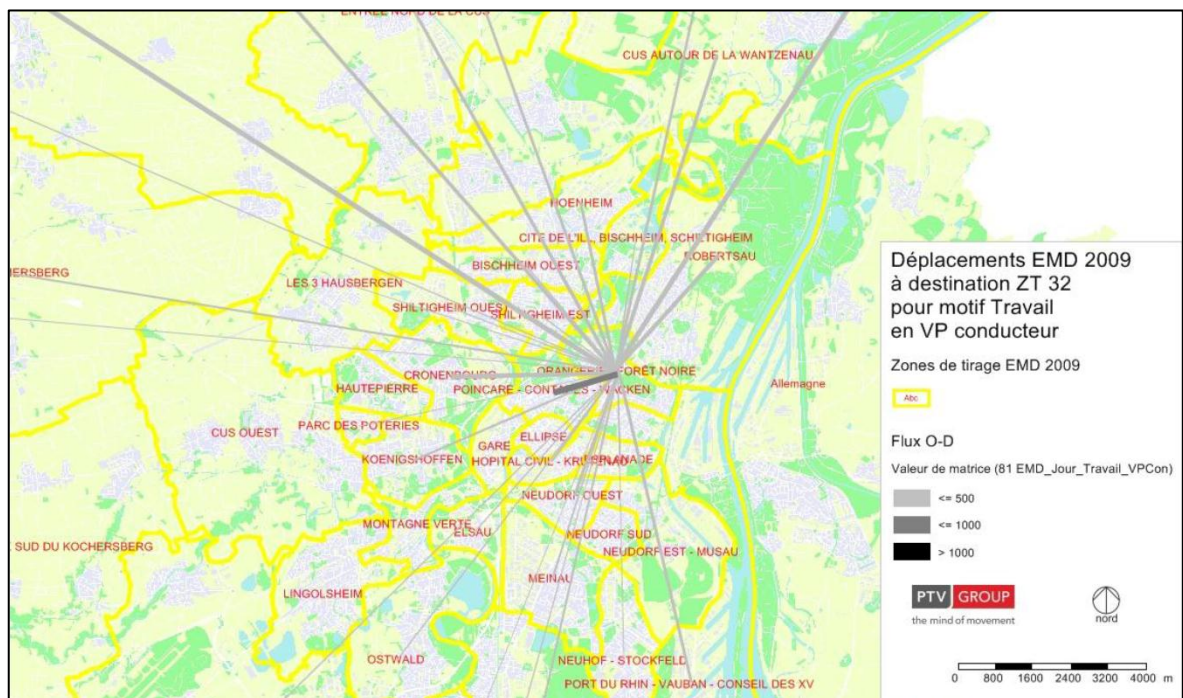 ENTREE NORD DE LA CUS
CUS AUTOUR DE LA WANTZENAU
HOENHEIM
CITE DE L'ILL, BISCHHEIM, SCHILTIGHEIM
ROBERTSAU
BISCHHEIM OUEST
HERSBERG
LES 3 HAUSBERGEN
SHILTIGHEIM OUEST
SHILTIGHEIM EST
CRONENBOURG
ORANGERIE - FORÊT NOIRE
HAUTEPIERRE
POINCARE - CONTADES - WACKEN
Allemagne
PARC DES POTERIES
CUS OUEST
ELLIPSE
GARE
KOENIGSHOFFEN
HOPITAL CIVIL - KRUTENAU
ESPLANADE
NEUDORF OUEST
MONTAGNE VERTE
ELSAU
NEUDORF SUD
SUD DU KOCHERSBERG
NEUDORF EST - MUSAU
MEINAU
LINGOLSHEIM
OSTWALD
NEUHOF - STOCKFELD
PORT DU RHIN - VAUBAN - CONSEIL DES XV
Déplacements EMD 2009
à destination ZT 32
pour motif Travail
en VP conducteur
Zones de tirage EMD 2009
Abc
Flux O-D
Valeur de matrice (81 EMD_Jour_Travail_VPCon)
<= 500
<= 1000
> 1000
PTV GROUP
the mind of movement
nord
0 800 1600 2400 3200 4000 m